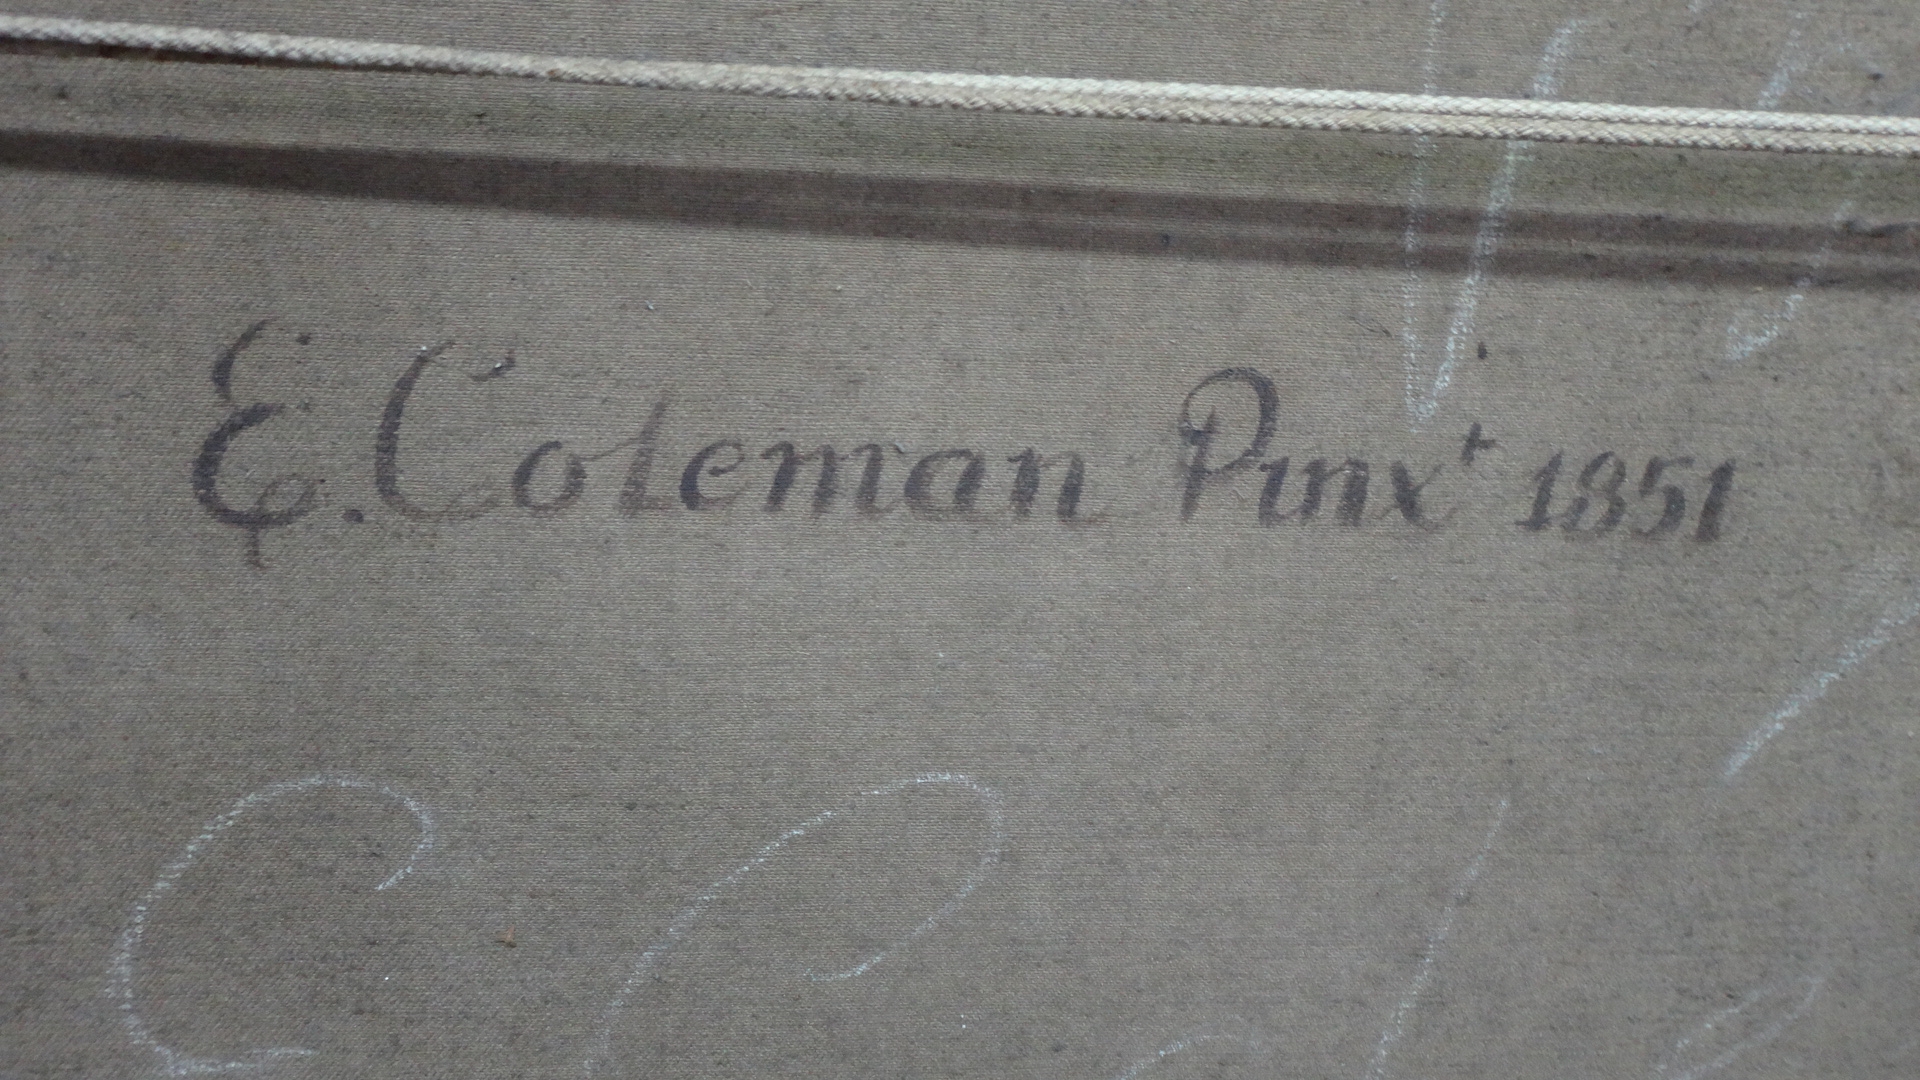 E. Coleman Pinxt 1851